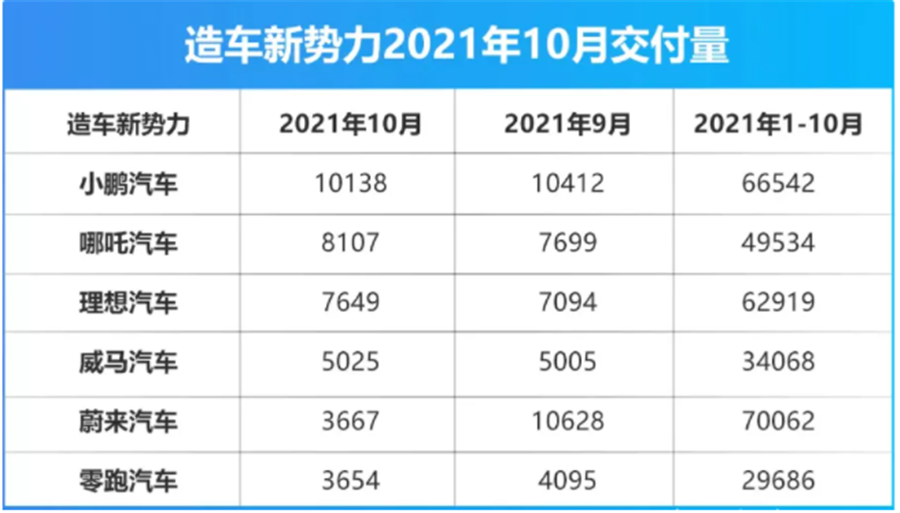 造车新势力2021年10月交付量
造车新势力 2021年10月 2021年9月 2021年1-10月
小鹏汽车 10138 10412 66542
哪吒汽车 8107 7699 49534
理想汽车 7649 7094 62919
威马汽车 5025 5005 34068
蔚来汽车 3667 10628 70062
零跑汽车 3654 4095 29686